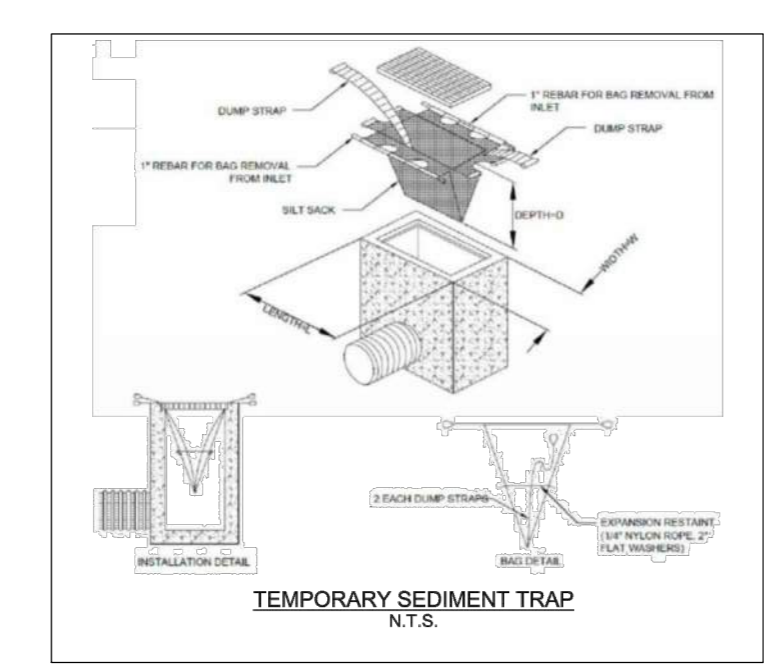 DUMP STRAP
1" REBAR FOR BAG REMOVAL FROM
INLET
DUMP STRAP
1" REBAR FOR BAG REMOVAL
FROM INLET
SILT SACK
DEPTH=D
WIDTH=W
LENGTH=L
2 EACH DUMP STRAPS
EXPANSION RESTRAINT
(1/4" NYLON ROPE, 2"
FLAT WASHERS)
INSTALLATION DETAIL
BAG DETAIL
TEMPORARY SEDIMENT TRAP
N.T.S.